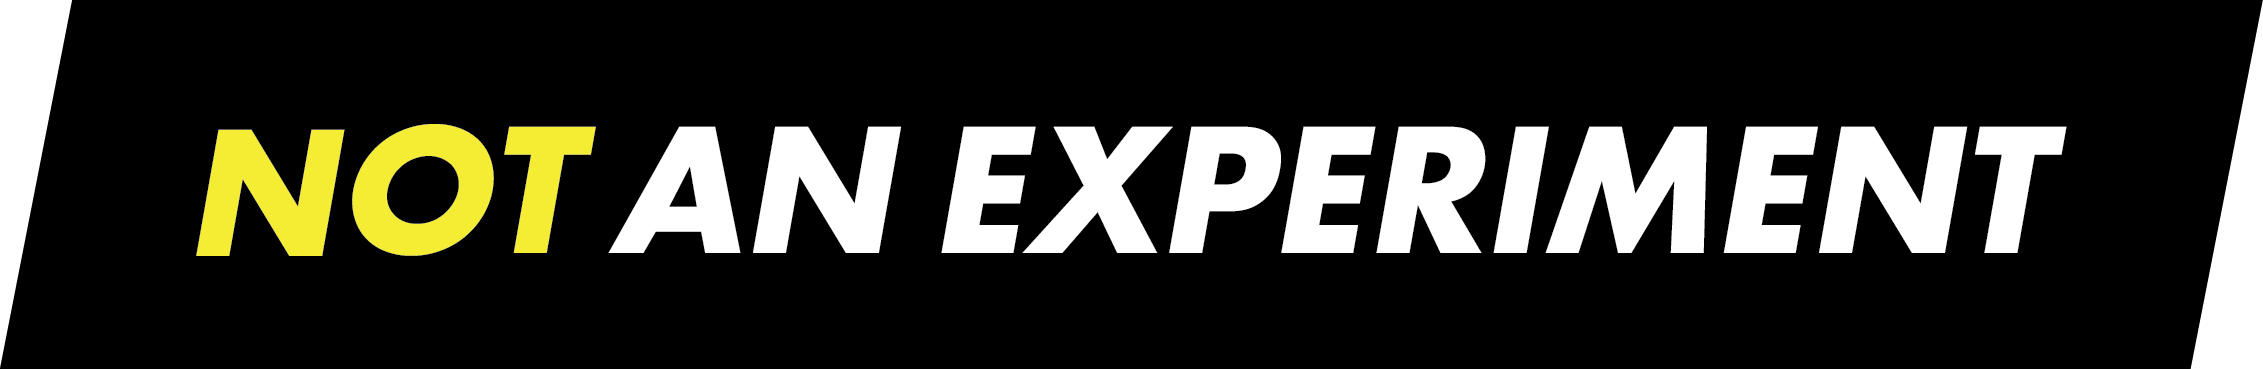 NOT AN EXPERIMENT